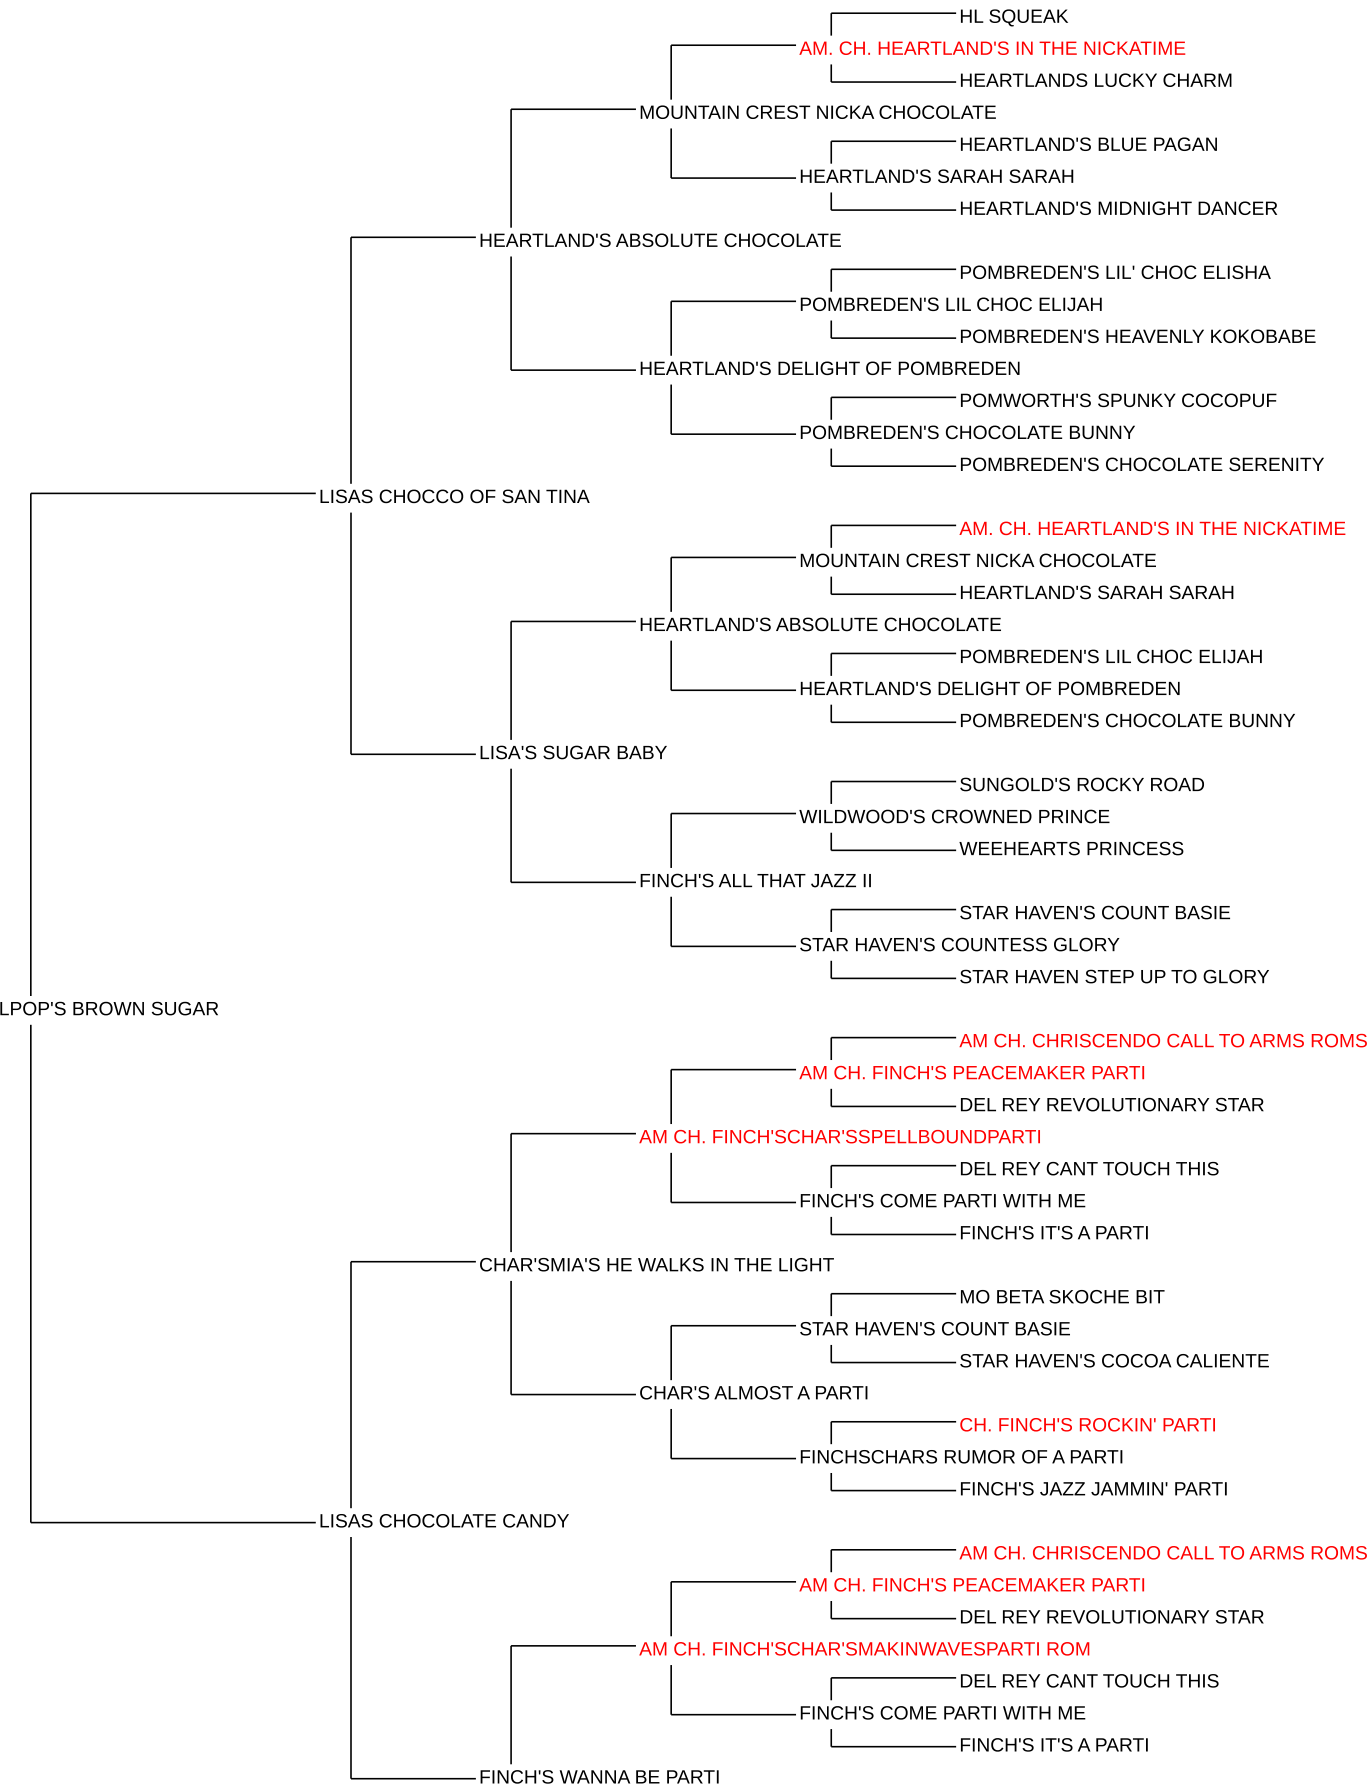 HL SQUEAK
AM. CH. HEARTLAND'S IN THE NICKATIME
HEARTLANDS LUCKY CHARM
MOUNTAIN CREST NICKA CHOCOLATE
HEARTLAND'S BLUE PAGAN
HEARTLAND'S SARAH SARAH
HEARTLAND'S MIDNIGHT DANCER
HEARTLAND'S ABSOLUTE CHOCOLATE
POMBREDEN'S LIL' CHOC ELISHA
POMBREDEN'S LIL CHOC ELIJAH
POMBREDEN'S HEAVENLY KOKOBABE
HEARTLAND'S DELIGHT OF POMBREDEN
POMWORTH'S SPUNKY COCOPUF
POMBREDEN'S CHOCOLATE BUNNY
POMBREDEN'S CHOCOLATE SERENITY
LISAS CHOCCO OF SAN TINA
AM. CH. HEARTLAND'S IN THE NICKATIME
MOUNTAIN CREST NICKA CHOCOLATE
HEARTLAND'S SARAH SARAH
HEARTLAND'S ABSOLUTE CHOCOLATE
POMBREDEN'S LIL CHOC ELIJAH
HEARTLAND'S DELIGHT OF POMBREDEN
POMBREDEN'S CHOCOLATE BUNNY
LISA'S SUGAR BABY
SUNGOLD'S ROCKY ROAD
WILDWOOD'S CROWNED PRINCE
WEEHEARTS PRINCESS
FINCH'S ALL THAT JAZZ II
STAR HAVEN'S COUNT BASIE
STAR HAVEN'S COUNTESS GLORY
STAR HAVEN STEP UP TO GLORY
LPOP'S BROWN SUGAR
AM CH. CHRISCENDO CALL TO ARMS ROMS
AM CH. FINCH'S PEACEMAKER PARTI
DEL REY REVOLUTIONARY STAR
AM CH. FINCH'SCHAR'SSPELLBOUNDPARTI
DEL REY CANT TOUCH THIS
FINCH'S COME PARTI WITH ME
FINCH'S IT'S A PARTI
CHAR'SMIA'S HE WALKS IN THE LIGHT
MO BETA SKOCHE BIT
STAR HAVEN'S COUNT BASIE
STAR HAVEN'S COCOA CALIENTE
CHAR'S ALMOST A PARTI
CH. FINCH'S ROCKIN' PARTI
FINCHSCHARS RUMOR OF A PARTI
FINCH'S JAZZ JAMMIN' PARTI
LISAS CHOCOLATE CANDY
AM CH. CHRISCENDO CALL TO ARMS ROMS
AM CH. FINCH'S PEACEMAKER PARTI
DEL REY REVOLUTIONARY STAR
AM CH. FINCH'SCHAR'SMAKINWAVESPARTI ROM
DEL REY CANT TOUCH THIS
FINCH'S COME PARTI WITH ME
FINCH'S IT'S A PARTI
FINCH'S WANNA BE PARTI